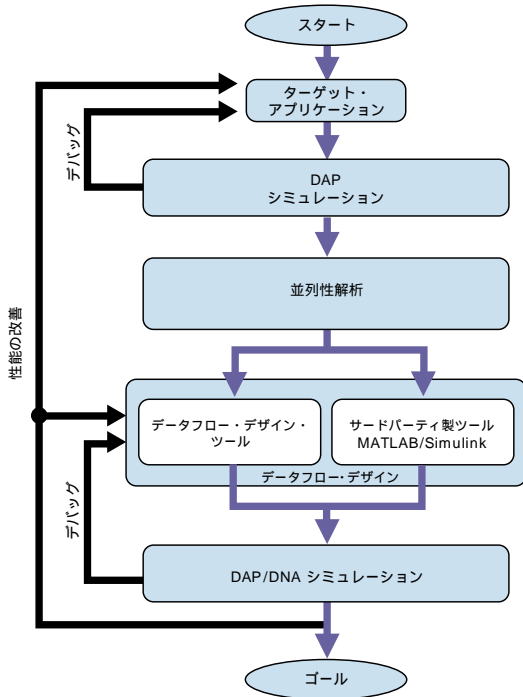 スタート
ターゲット・
アプリケーション
デバッグ
DAP
シミュレーション
並列性解析
性能の改善
データフロー・デザイン・
ツール
サードパーティ製ツール
MATLAB/Simulink
データフロー・デザイン
デバッグ
DAP/DNA シミュレーション
ゴール